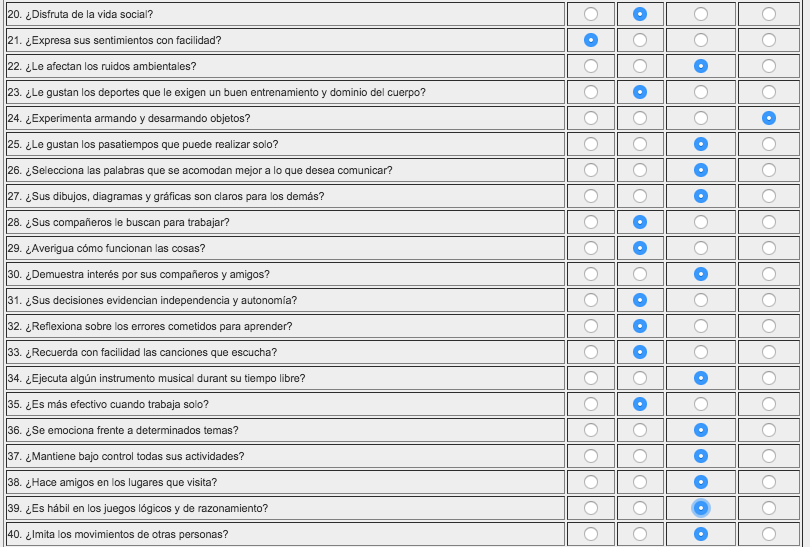 20. ¿Disfruta de la vida social?
21. ¿Expresa sus sentimientos con facilidad?
22. ¿Le afectan los ruidos ambientales?
23. ¿Le gustan los deportes que le exigen un buen entrenamiento y dominio del cuerpo?
24. ¿Experimenta armando y desarmando objetos?
25. ¿Le gustan los pasatiempos que puede realizar solo?
26. ¿Selecciona las palabras que se acomodan mejor a lo que desea comunicar?
27. ¿Sus dibujos, diagramas y gráficas son claros para los demás?
28. ¿Sus compañeros le buscan para trabajar?
29. ¿Averigua cómo funcionan las cosas?
30. ¿Demuestra interés por sus compañeros y amigos?
31. ¿Sus decisiones evidencian independencia y autonomía?
32. ¿Reflexiona sobre los errores cometidos para aprender?
33. ¿Recuerda con facilidad las canciones que escucha?
34. ¿Ejecuta algún instrumento musical durant su tiempo libre?
35. ¿Es más efectivo cuando trabaja solo?
36. ¿Se emociona frente a determinados temas?
37. ¿Mantiene bajo control todas sus actividades?
38. ¿Hace amigos en los lugares que visita?
39. ¿Es hábil en los juegos lógicos y de razonamiento?
40. ¿Imita los movimientos de otras personas?